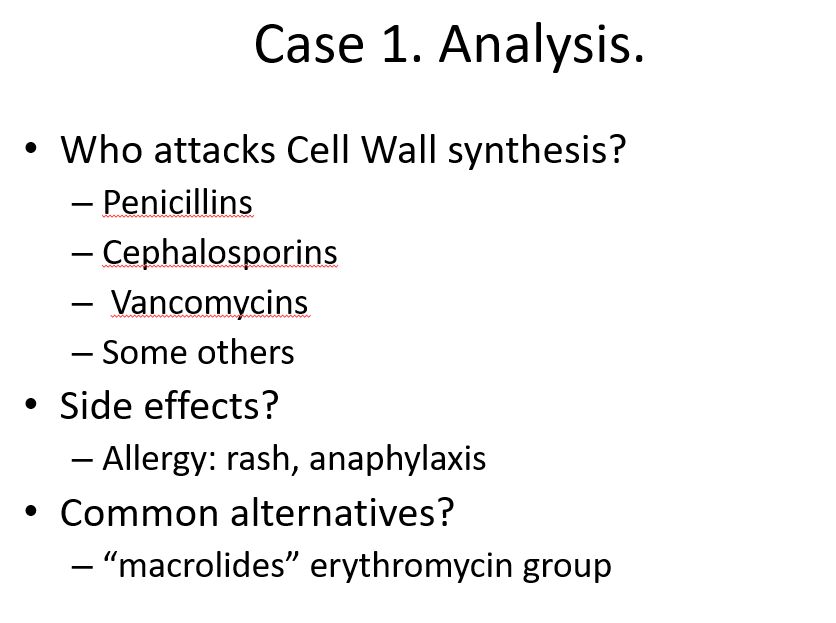 Case 1. Analysis.
• Who attacks Cell Wall synthesis?
– Penicillins
– Cephalosporins
– Vancomycins
– Some others
• Side effects?
– Allergy: rash, anaphylaxis
• Common alternatives?
– “macrolides” erythromycin group